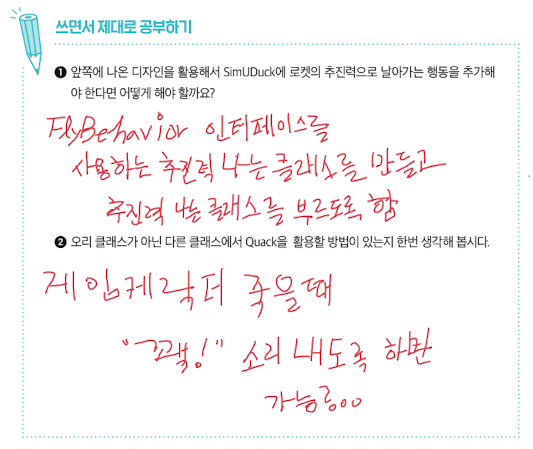 쓰면서 제대로 공부하기
❶ 앞쪽에 나온 디자인을 활용해서 SimUDuck에 로켓의 추진력으로 날아가는 행동을 추가해
야 한다면 어떻게 해야 할까요?
FlyBehavior 인터페이스를
사용하는 추진력 나는 클래스를 만들고
추진력 나는 클래스를 부르도록 함
❷ 오리 클래스가 아닌 다른 클래스에서 Quack을 활용할 방법이 있는지 한번 생각해 봅시다.
게임케릭터 죽을때
"꽥!" 소리 내도록 하면
가능